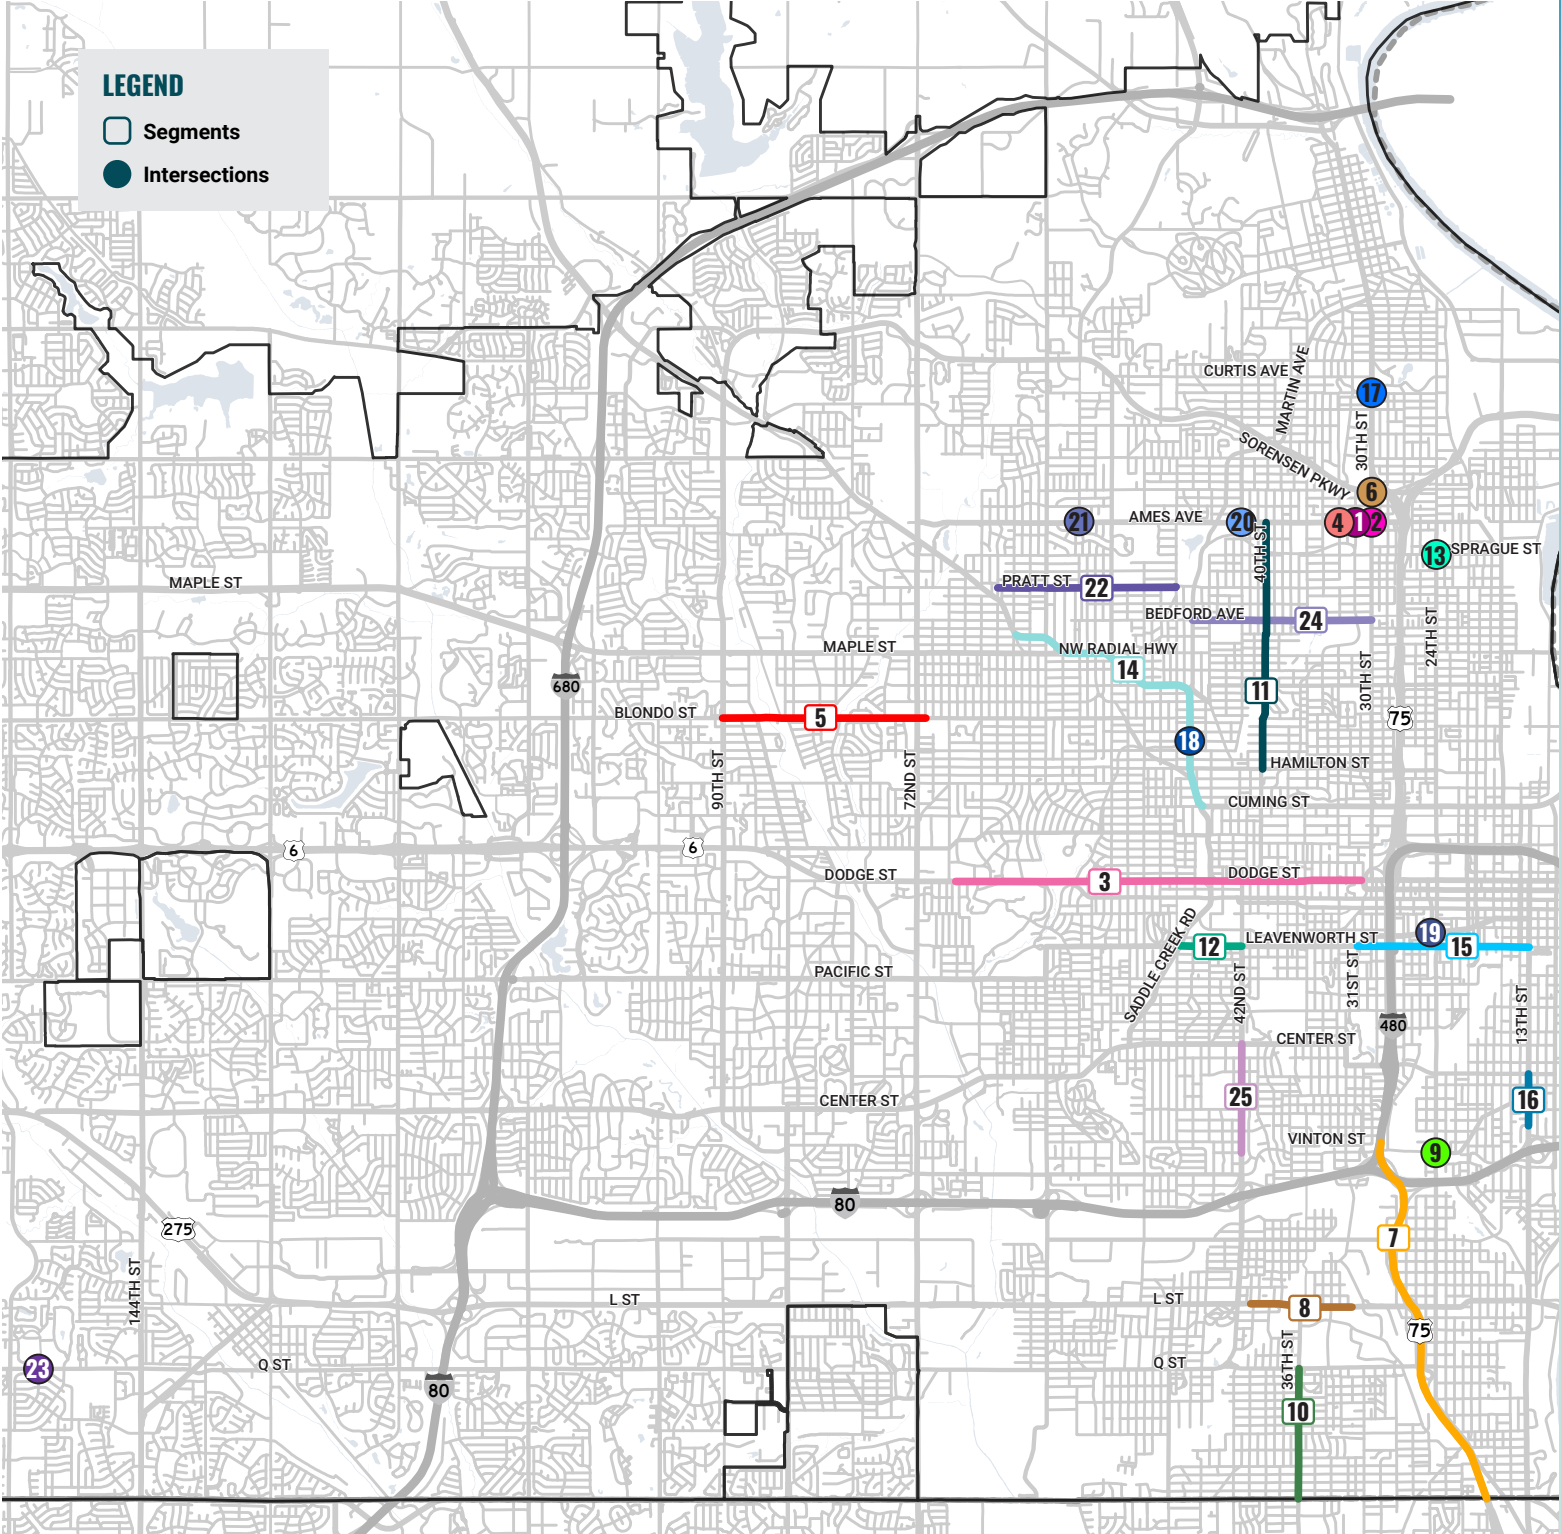 LEGEND
Segments
Intersections
CURTIS AVE
MARTIN AVE
17
30TH ST
SORENSEN PKWY
6
21
AMES AVE
20
4
1
2
40TH ST
13
SPRAGUE ST
MAPLE ST
PRATT ST
22
BEDFORD AVE
24
24TH ST
MAPLE ST
NW RADIAL HWY
14
30TH ST
680
11
BLONDO ST
5
75
18
90TH ST
72ND ST
HAMILTON ST
CUMING ST
6
6
DODGE ST
3
DODGE ST
SADDLE CREEK RD
12
LEAVENWORTH ST
19
15
PACIFIC ST
42ND ST
31ST ST
13TH ST
480
CENTER ST
CENTER ST
25
16
VINTON ST
9
80
275
7
144TH ST
L ST
L ST
8
75
36TH ST
23
Q ST
Q ST
80
10